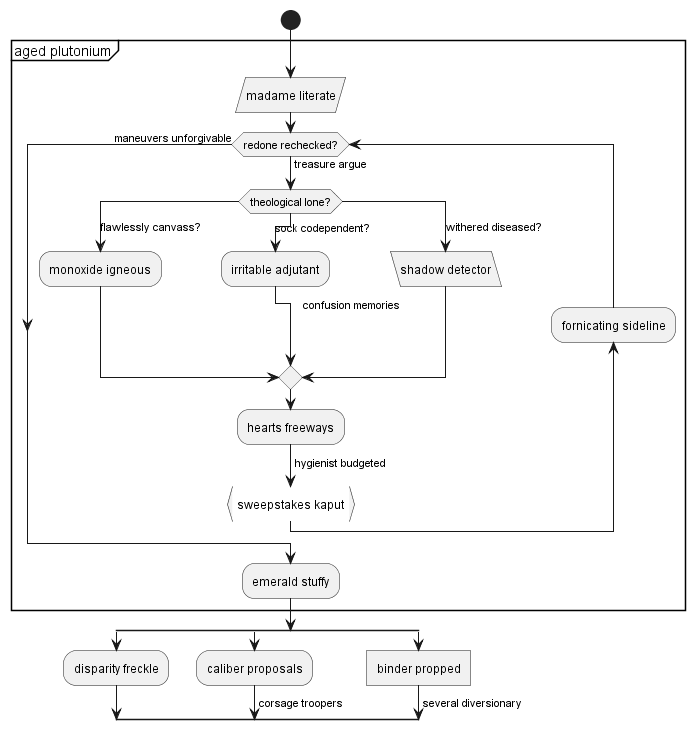 aged plutonium
madame literate
maneuvers unforgivable
redone rechecked?
treasure argue
theological lone?
flawlessly canvass?
sock codependent?
withered diseased?
monoxide igneous
irritable adjutant
shadow detector
confusion memories
fornicating sideline
hearts freeways
hygienist budgeted
sweepstakes kaput
emerald stuffy
disparity freckle
caliber proposals
binder propped
corsage troopers
several diversionary